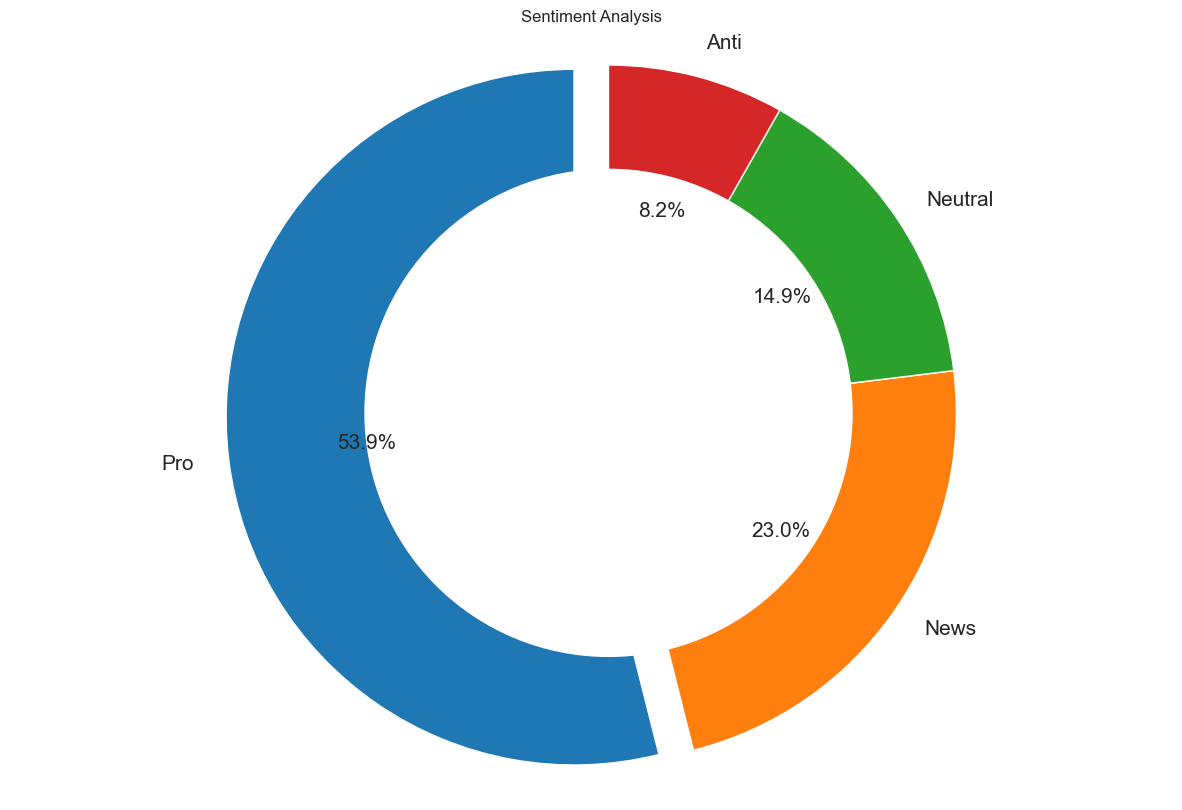 Sentiment Analysis
Anti
8.2%
Neutral
14.9%
53.9%
Pro
23.0%
News